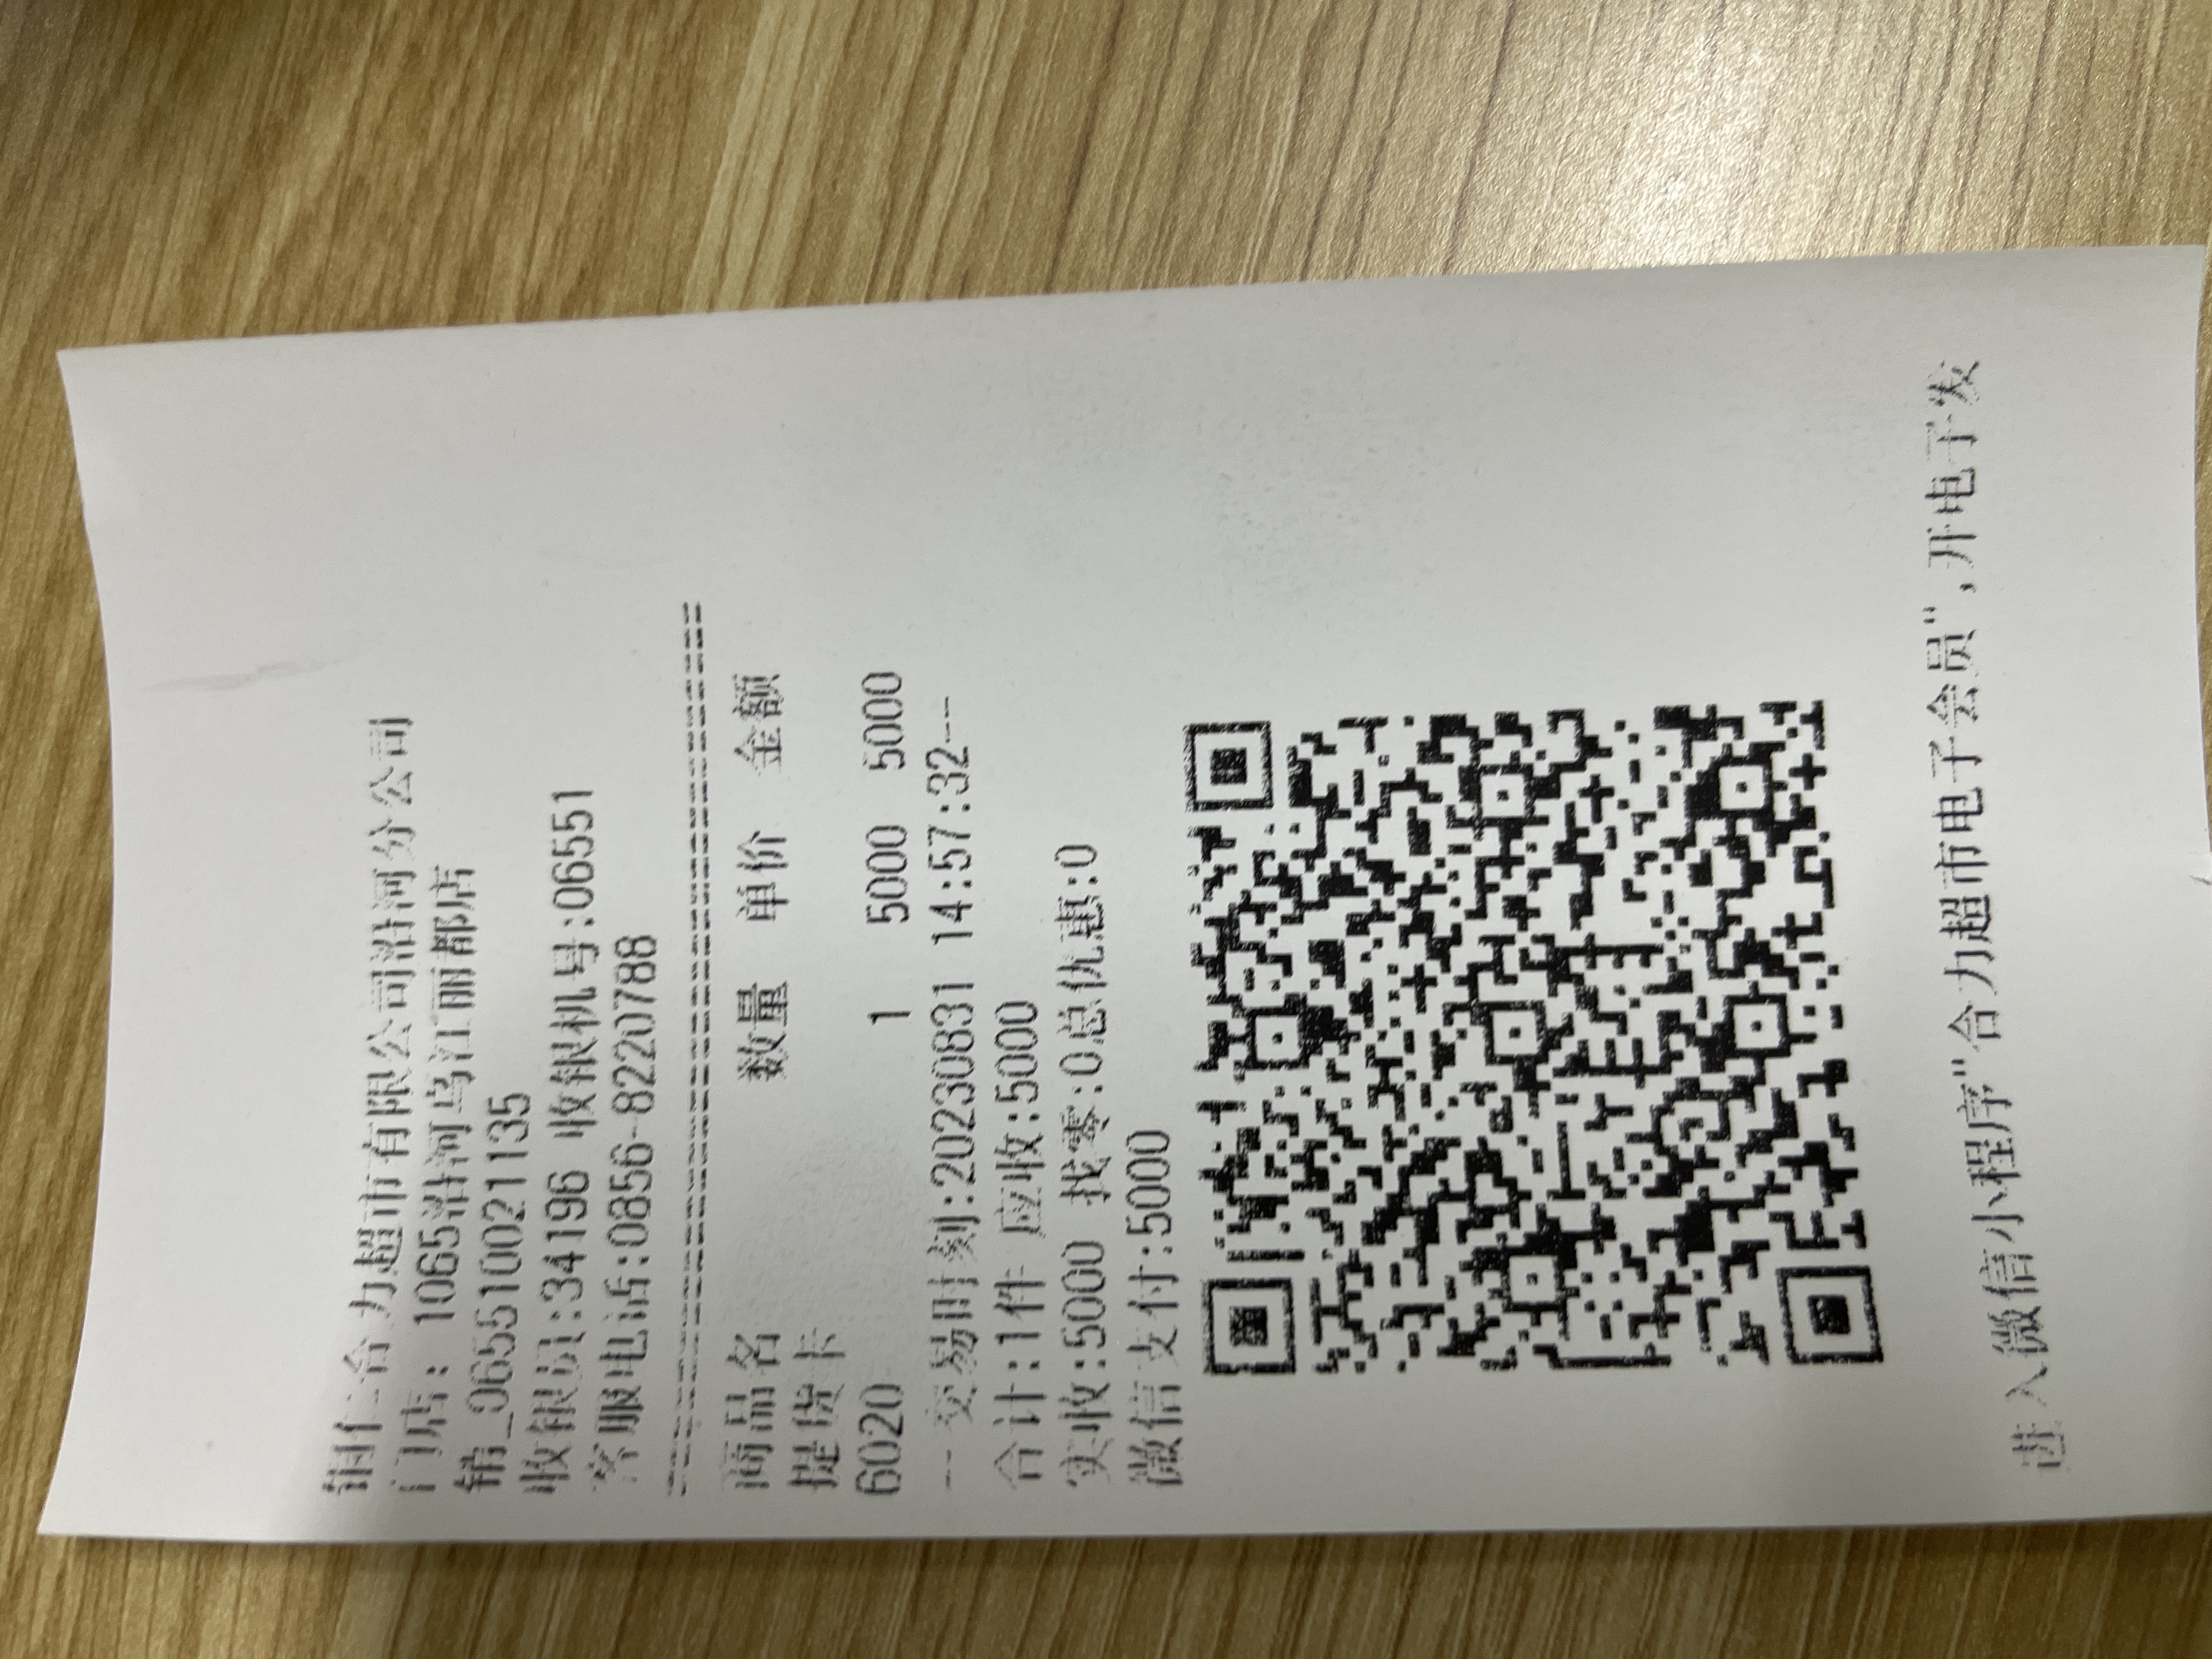 铜仁合力超市有限公司沿河分公司
门店: 1065沿河乌江丽都店
销_065510021135
收银员:34196 收银机号:06551
客服电话:0856-8220788
商品名 数量 单价 金额
提货卡
6020 1 5000 5000
--交易时刻:20230831 14:57:32--
合计:1件 应收:5000
实收:5000 找零:0总优惠:0
微信支付:5000
进入微信小程序"合力超市电子会员",开电子发